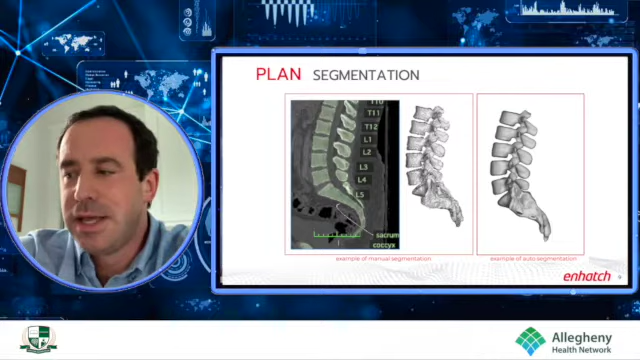 PLAN SEGMENTATION
T10
T11
T12
L1
L2
L3
L4
L5
sacrum
coccyx
example of manual segmentation
example of auto segmentation
enhatch
Allegheny
Health Network